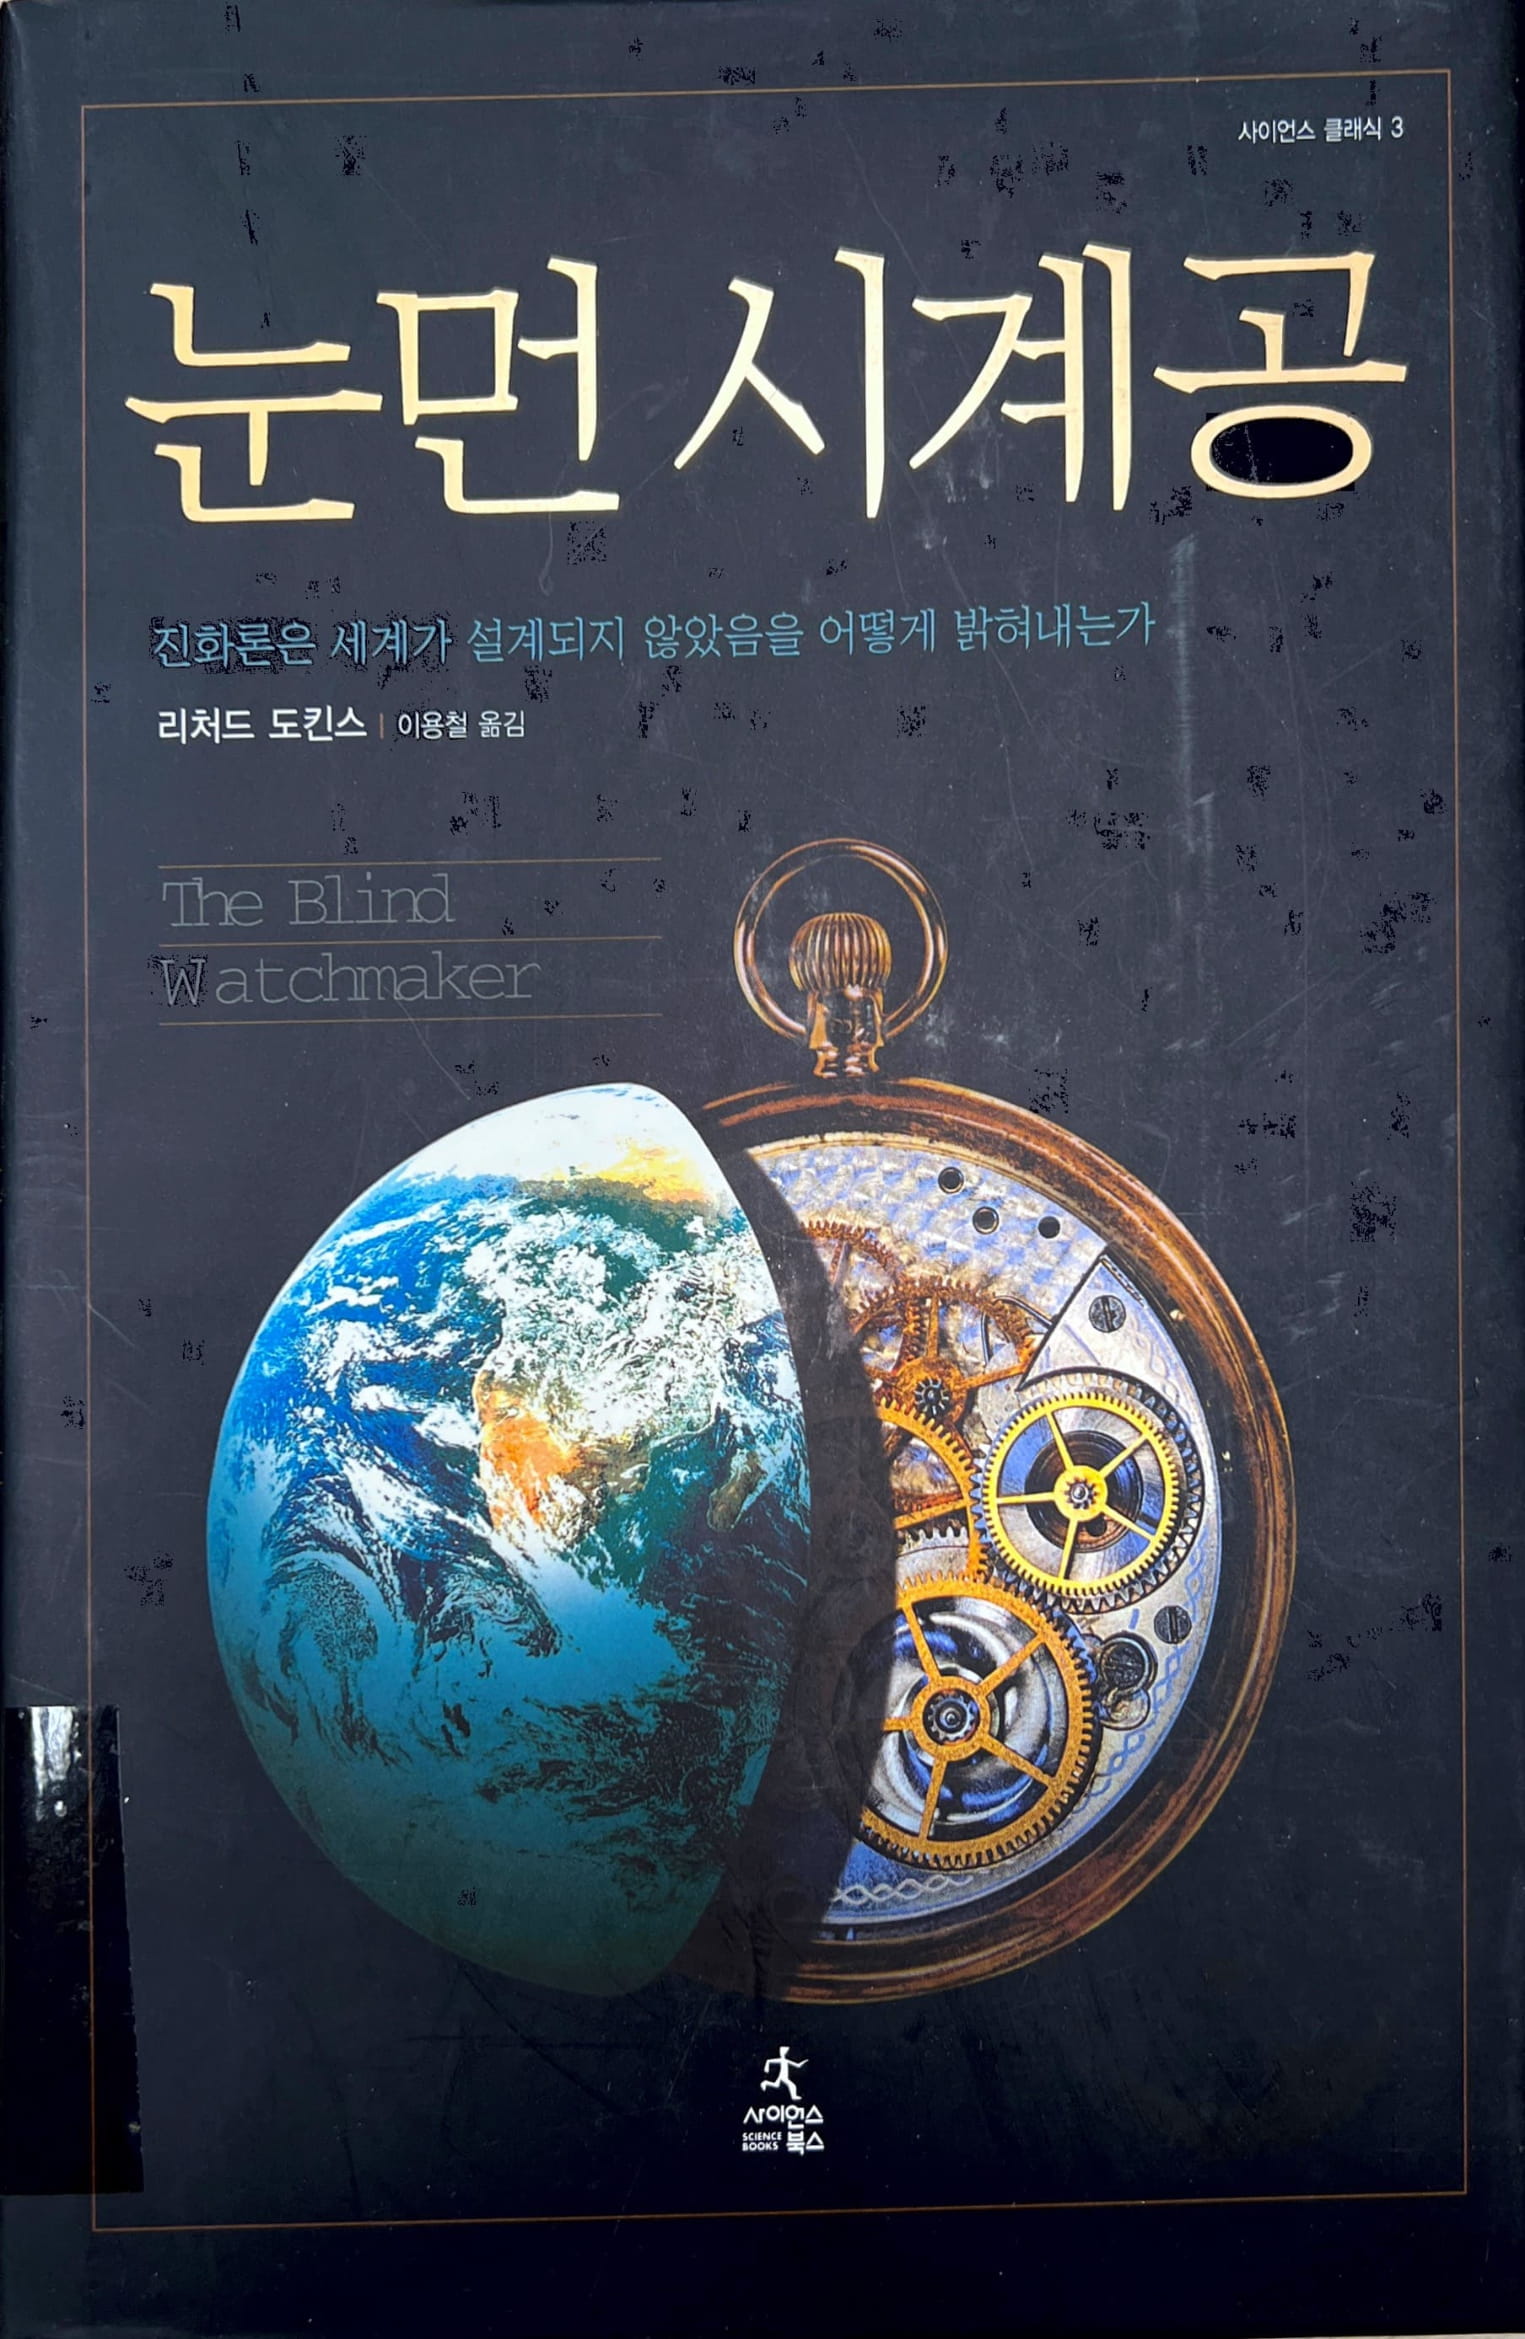 사이언스 클래식 3
눈먼 시계공
진화론은 세계가 설계되지 않았음을 어떻게 밝혀내는가
리처드 도킨스 | 이용철 옮김
The Blind
Watchmaker
사이언스
SCIENCE BOOKS 북스